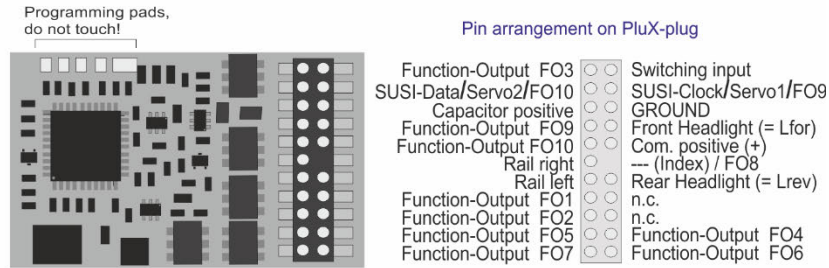 Programming pads,
do not touch!
Pin arrangement on PluX-plug
Function-Output FO3 Switching input
SUSI-Data/Servo2/FO10 SUSI-Clock/Servo1/FO9
Capacitor positive GROUND
Function-Output FO9 Front Headlight (= Lfor)
Function-Output FO10 Com. positive (+)
Rail right --- (Index) / FO8
Rail left Rear Headlight (= Lrev)
Function-Output FO1 n.c.
Function-Output FO2 n.c.
Function-Output FO5 Function-Output FO4
Function-Output FO7 Function-Output FO6